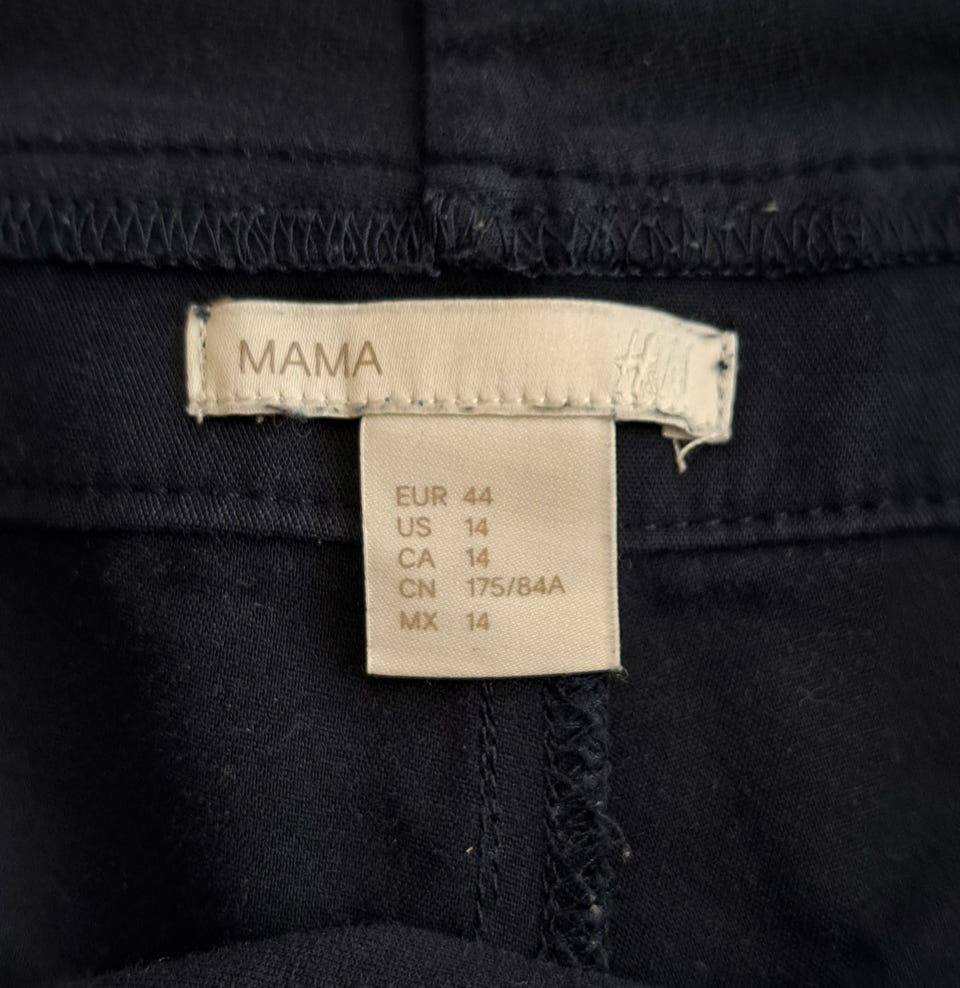 MAMA H&M
EUR 44
US 14
CA 14
CN 175/84A
MX 14